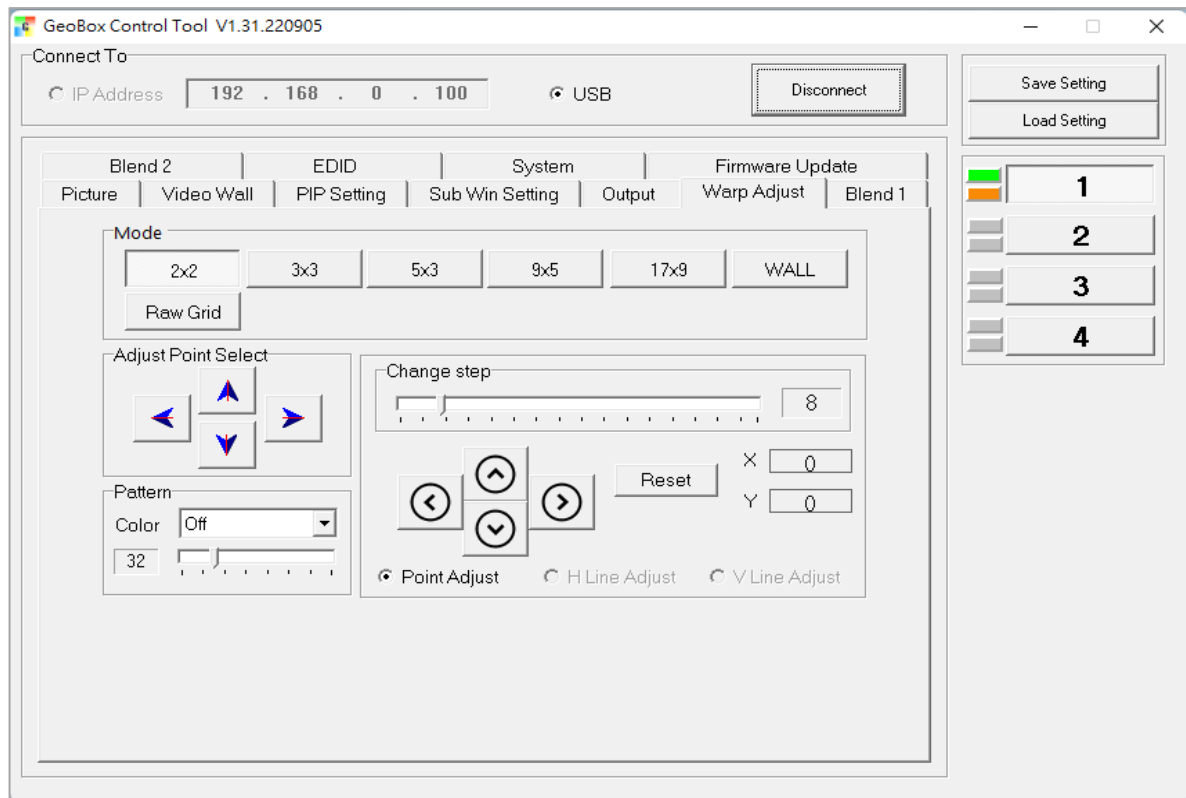 GeoBox Control Tool V1.31.220905
Connect To
IP Address 192 . 168 . 0 . 100 USB Disconnect
Save Setting
Load Setting
Blend 2 EDID System Firmware Update
Picture Video Wall PIP Setting Sub Win Setting Output Warp Adjust Blend 1
Mode
2x2 3x3 5x3 9x5 17x9 WALL
Raw Grid
Adjust Point Select
Change step
8
Reset
X 0
Y 0
Pattern
Color Off
32
Point Adjust H Line Adjust V Line Adjust
1
2
3
4